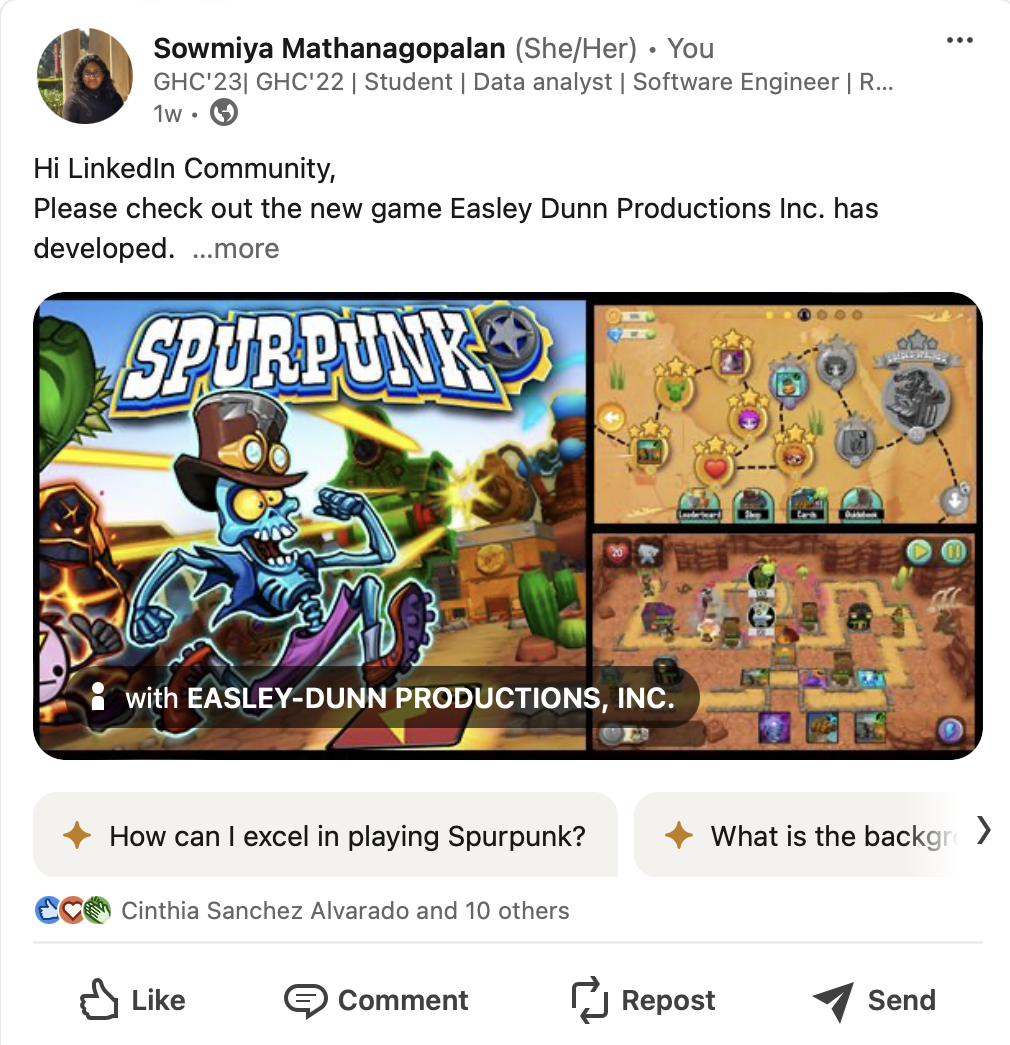 Sowmiya Mathanagopalan (She/Her) • You
GHC'23| GHC'22 | Student | Data analyst | Software Engineer | R...
1w •
Hi LinkedIn Community,
Please check out the new game Easley Dunn Productions Inc. has
developed. ...more
SPURPUNK
Leaderboard Shop Cards Guidebook
20
with EASLEY-DUNN PRODUCTIONS, INC.
How can I excel in playing Spurpunk?
What is the backgr
Cinthia Sanchez Alvarado and 10 others
Like Comment Repost Send